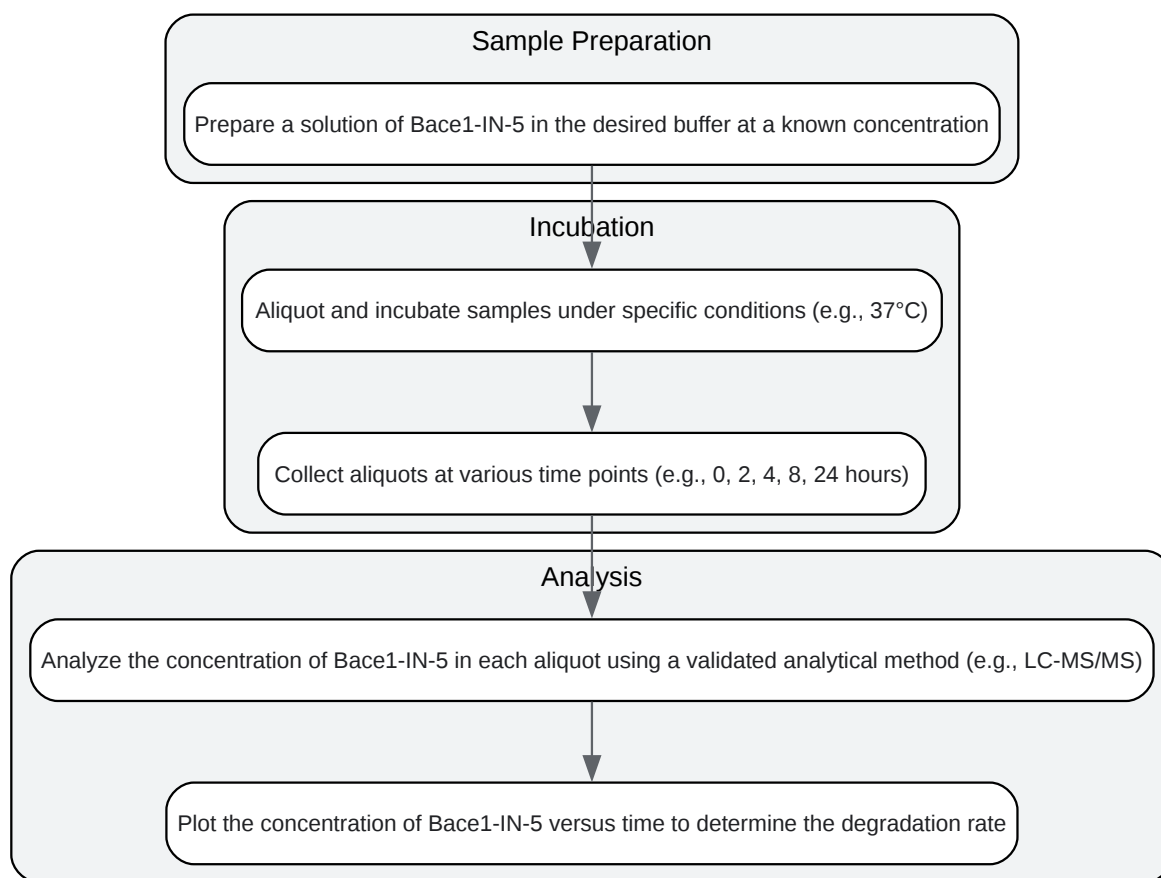 Sample Preparation
Prepare a solution of Bace1-IN-5 in the desired buffer at a known concentration
Incubation
Aliquot and incubate samples under specific conditions (e.g., 37°C)
Collect aliquots at various time points (e.g., 0, 2, 4, 8, 24 hours)
Analysis
Analyze the concentration of Bace1-IN-5 in each aliquot using a validated analytical method (e.g., LC-MS/MS)
Plot the concentration of Bace1-IN-5 versus time to determine the degradation rate